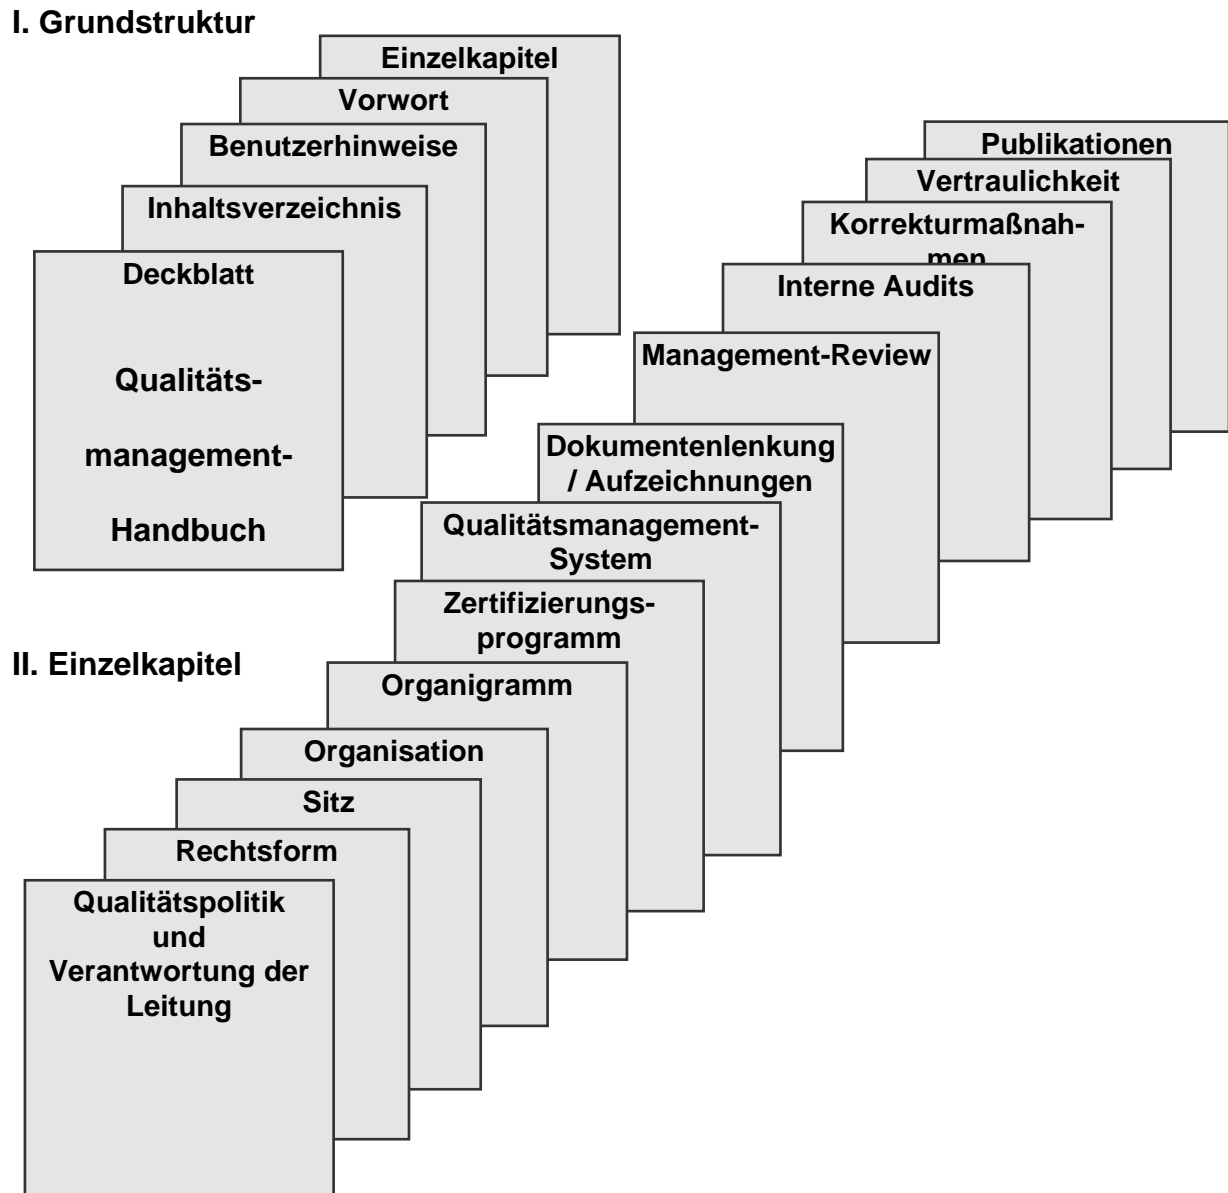 I. Grundstruktur
Einzelkapitel
Vorwort
Benutzerhinweise
Inhaltsverzeichnis
Deckblatt
Qualitäts-
management-
Handbuch
Publikationen
Vertraulichkeit
Korrekturmaßnah-
men
Interne Audits
Management-Review
Dokumentenlenkung
/ Aufzeichnungen
Qualitätsmanagement-
System
Zertifizierungs-
programm
II. Einzelkapitel
Organigramm
Organisation
Sitz
Rechtsform
Qualitätspolitik
und
Verantwortung der
Leitung